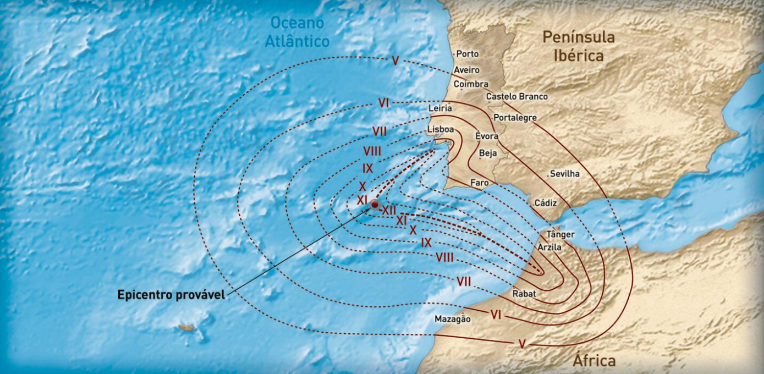 Oceano
Atlântico
Península
Ibérica
Porto
Aveiro
Coimbra
Castelo Branco
Leiria
Portalegre
Lisboa
Évora
Beja
Sevilha
Faro
Cádiz
Tânger
Arzila
Rabat
Mazagão
África
Epicentro provável
V
VI
VII
VIII
IX
X
XI
XII
XI
X
IX
VIII
VII
VI
V